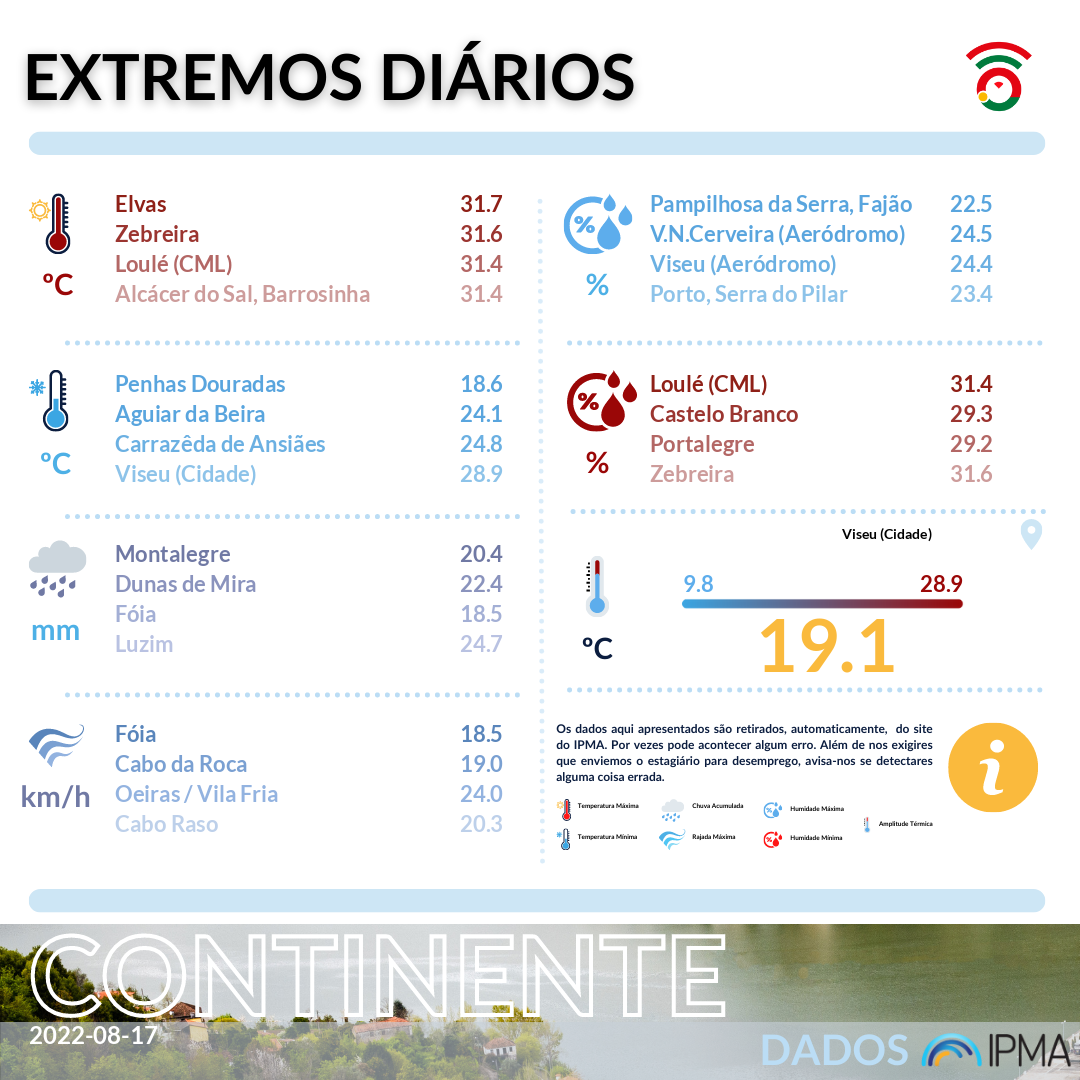 EXTREMOS DIÁRIOS
Elvas 31.7
Zebreira 31.6
Loulé (CML) 31.4
Alcácer do Sal, Barrosinha 31.4
ºC
Penhas Douradas 18.6
Aguiar da Beira 24.1
Carrazêda de Ansiães 24.8
Viseu (Cidade) 28.9
ºC
Montalegre 20.4
Dunas de Mira 22.4
Fóia 18.5
Luzim 24.7
mm
Fóia 18.5
Cabo da Roca 19.0
Oeiras / Vila Fria 24.0
Cabo Raso 20.3
km/h
%
Pampilhosa da Serra, Fajão 22.5
V.N.Cerveira (Aeródromo) 24.5
Viseu (Aeródromo) 24.4
Porto, Serra do Pilar 23.4
%
%
Loulé (CML) 31.4
Castelo Branco 29.3
Portalegre 29.2
Zebreira 31.6
%
Viseu (Cidade)
9.8 28.9
19.1
ºC
Os dados aqui apresentados são retirados, automaticamente, do site
do IPMA. Por vezes pode acontecer algum erro. Além de nos exigires
que enviemos o estagiário para desemprego, avisa-nos se detectares
alguma coisa errada.
i
Temperatura Máxima Chuva Acumulada Humidade Máxima
Amplitude Térmica
Temperatura Mínima Rajada Máxima Humidade Mínima
CONTINENTE
2022-08-17
DADOS IPMA